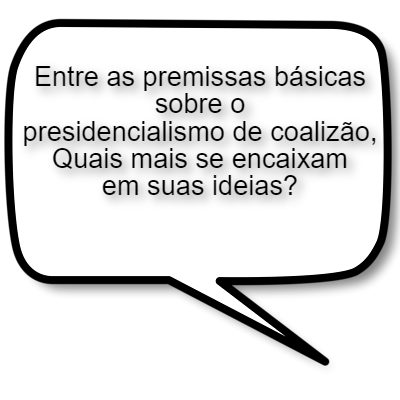 Entre as premissas básicas
sobre o
presidencialismo de coalizão,
Quais mais se encaixam
em suas ideias?